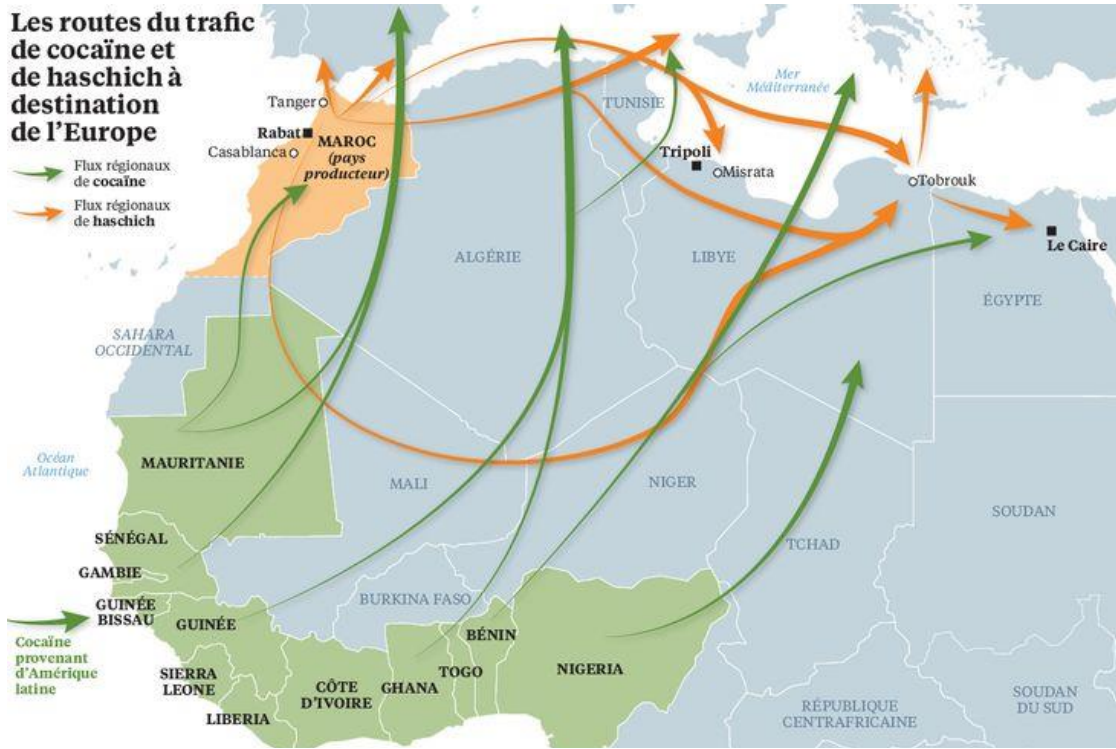 Les routes du trafic
de cocaïne et
de haschich à
destination
de l'Europe
Flux régionaux
de cocaïne
Flux régionaux
de haschich
Tanger
Rabat
Casablanca
MAROC
(pays
producteur)
TUNISIE
Mer
Méditerranée
Tripoli
Misrata
Tobrouk
Le Caire
ALGÉRIE
LIBYE
ÉGYPTE
SAHARA
OCCIDENTAL
Océan
Atlantique
MAURITANIE
MALI
NIGER
TCHAD
SOUDAN
SÉNÉGAL
GAMBIE
GUINÉE
BISSAU
GUINÉE
BURKINA FASO
BÉNIN
Cocaïne
provenant
d'Amérique
latine
SIERRA
LEONE
LIBERIA
CÔTE
D'IVOIRE
GHANA
TOGO
NIGERIA
RÉPUBLIQUE
CENTRAFRICAINE
SOUDAN
DU SUD